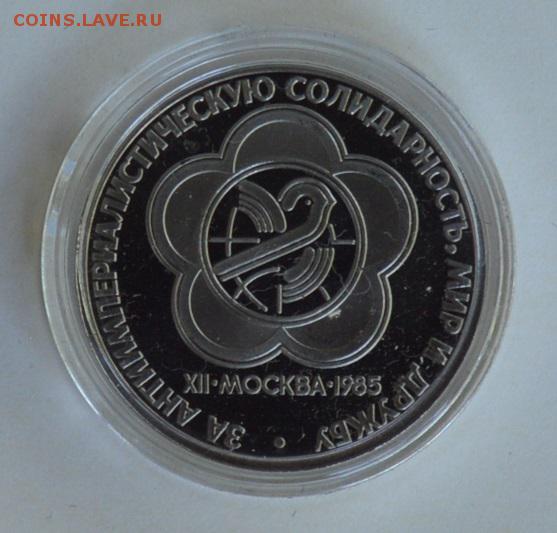 COINS.LAVE.RU
ЗА АНТИИМПЕРИАЛИСТИЧЕСКУЮ СОЛИДАРНОСТЬ, МИР И ДРУЖБУ •
XII•МОСКВА•1985